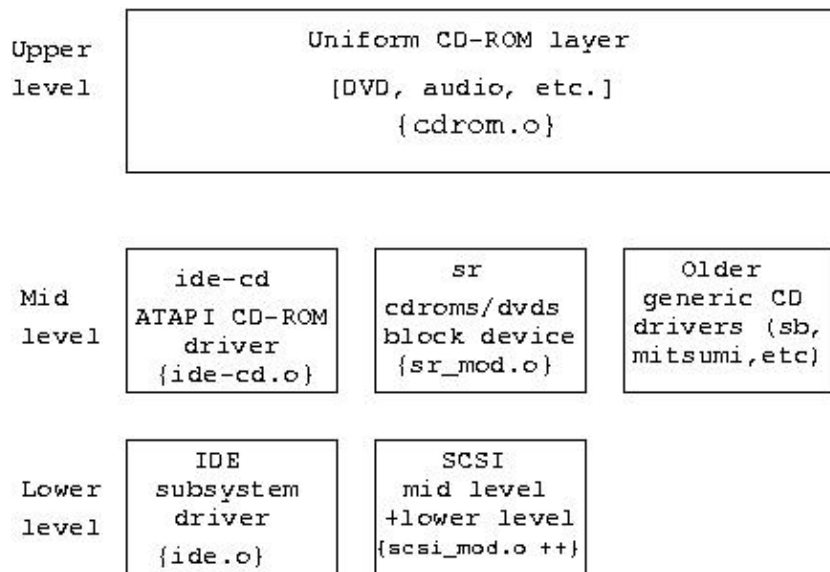 Upper
level
Uniform CD-ROM layer
[DVD, audio, etc.]
{cdrom.o}
Mid
level
ide-cd
ATAPI CD-ROM
driver
{ide-cd.o}
sr
cdroms/dvds
block device
{sr_mod.o}
Older
generic CD
drivers (sb,
mitsumi,etc)
Lower
level
IDE
subsystem
driver
{ide.o}
SCSI
mid level
+lower level
{scsi_mod.o ++}